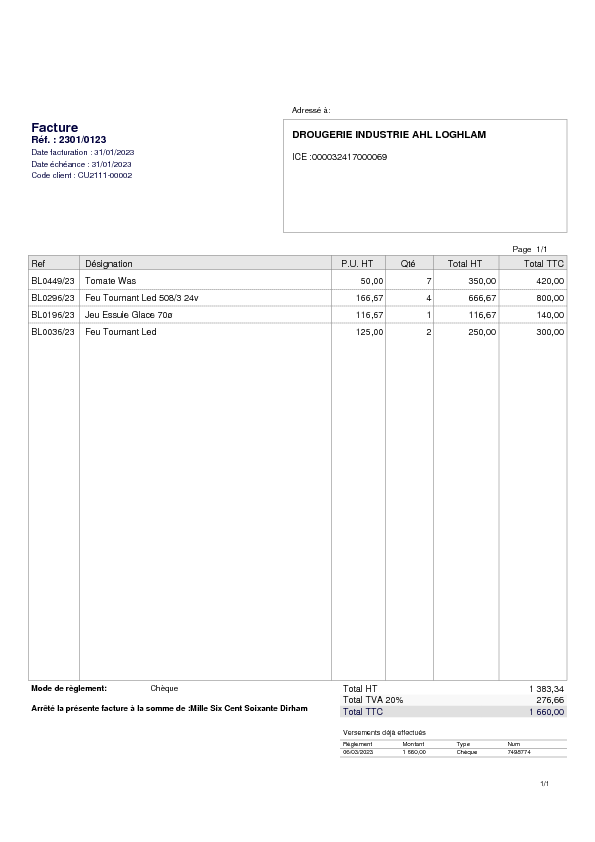 Adressé à:
Facture
Réf. : 2301/0123
Date facturation : 31/01/2023
Date échéance : 31/01/2023
Code client : CU2111-00002
DROUGERIE INDUSTRIE AHL LOGHLAM
ICE :000032417000069
Page 1/1
Ref Désignation P.U. HT Qté Total HT Total TTC
BL0449/23 Tomate Was 50,00 7 350,00 420,00
BL0296/23 Feu Tournant Led 508/3 24v 166,67 4 666,67 800,00
BL0196/23 Jeu Essuie Glace 70ø 116,67 1 116,67 140,00
BL0036/23 Feu Tournant Led 125,00 2 250,00 300,00
Mode de règlement: Chèque
Total HT 1 383,34
Total TVA 20% 276,66
Arrêté la présente facture à la somme de :Mille Six Cent Soixante Dirham
Total TTC 1 660,00
Versements déjà effectués
Règlement Montant Type Num
06/03/2023 1 660,00 Chèque 7498774
1/1